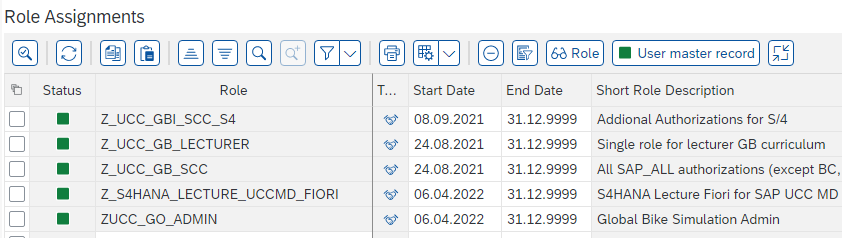 Role Assignments
Role
User master record
Status Role T... Start Date End Date Short Role Description
Z_UCC_GBI_SCC_S4 08.09.2021 31.12.9999 Addional Authorizations for S/4
Z_UCC_GB_LECTURER 24.08.2021 31.12.9999 Single role for lecturer GB curriculum
Z_UCC_GB_SCC 24.08.2021 31.12.9999 All SAP_ALL authorizations (except BC,
Z_S4HANA_LECTURE_UCCMD_FIORI 06.04.2022 31.12.9999 S4HANA Lecture Fiori for SAP UCC MD
ZUCC_GO_ADMIN 06.04.2022 31.12.9999 Global Bike Simulation Admin